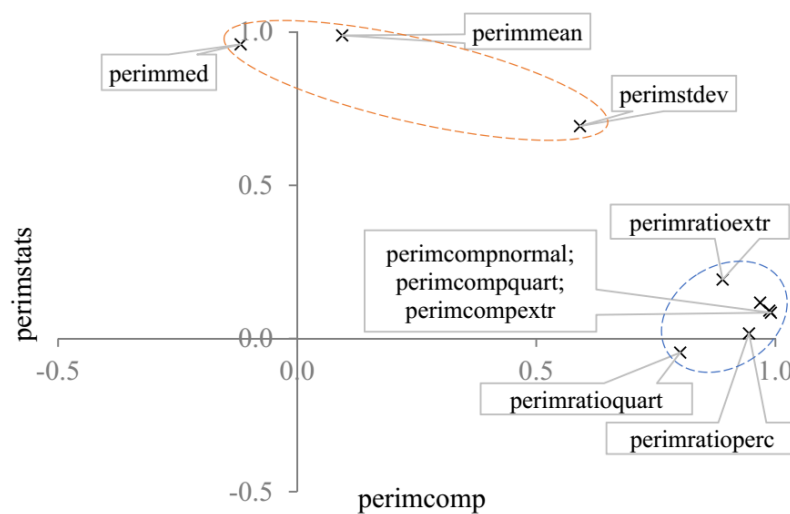 1.0
perimmean
perimmed
perimstdev
0.5
perimratioextr
perimcompnormal;
perimcompquart;
perimcompextr
perimstats
0.0
-0.5
0.0
0.5
1.0
perimratioquart
perimratioperc
-0.5
perimcomp